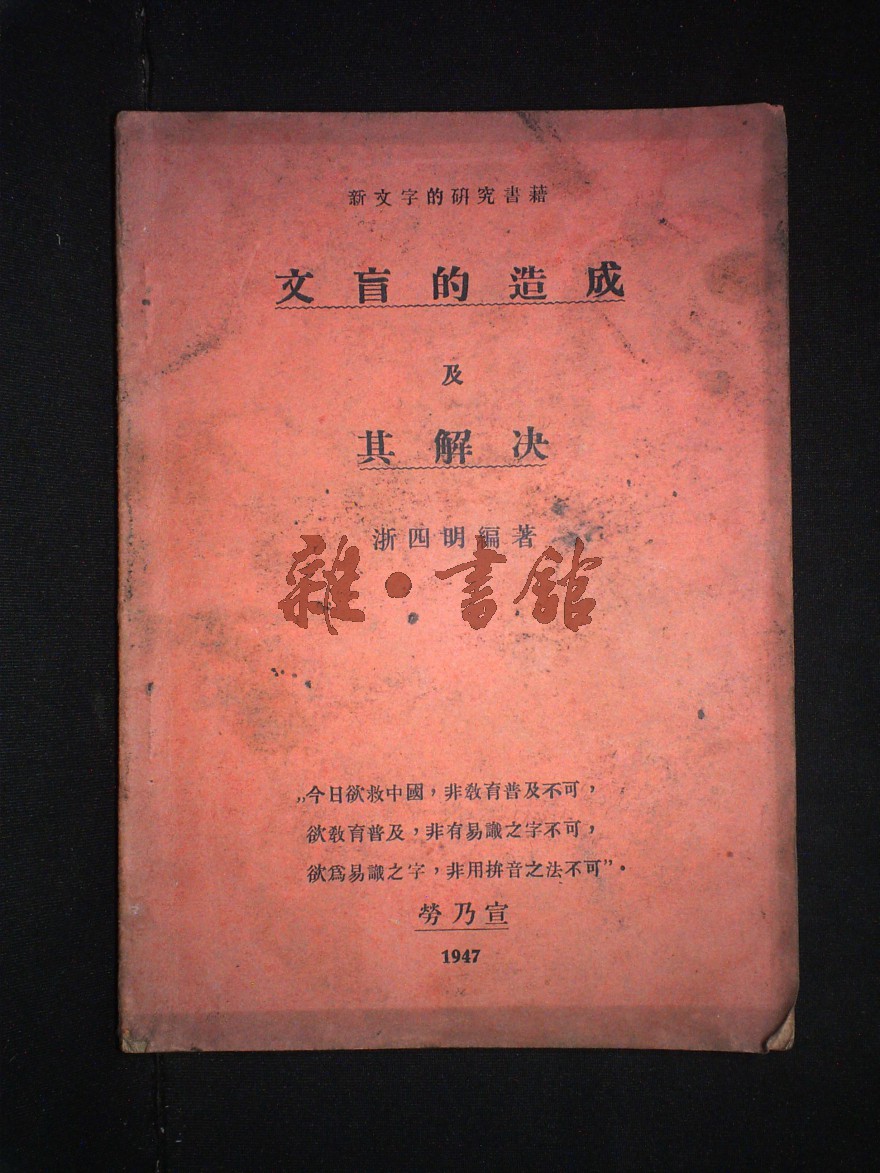 新文字的研究書藉
文盲的造成
及
其解决
浙四明編著
雜·書館
„今日欲救中國，非敎育普及不可，
欲敎育普及，非有易識之字不可，
欲爲易識之字，非用拚音之法不可”。
勞乃宣
1947